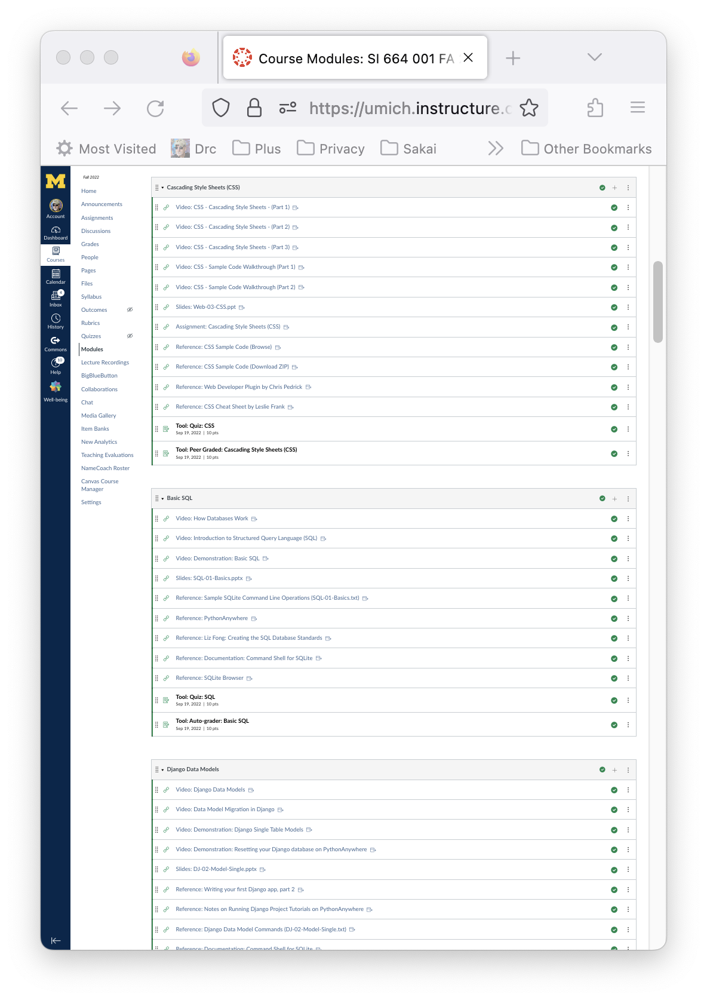 Course Modules: SI 664 001 FA
https://umich.instructure.c
Most Visited
Drc
Plus
Privacy
Sakai
Other Bookmarks
M
Account
Dashboard
Courses
Calendar
4
Inbox
History
Commons
10
Help
Well-being
Fall 2022
Home
Announcements
Assignments
Discussions
Grades
People
Pages
Files
Syllabus
Outcomes
Rubrics
Quizzes
Modules
Lecture Recordings
BigBlueButton
Collaborations
Chat
Media Gallery
Item Banks
New Analytics
Teaching Evaluations
NameCoach Roster
Canvas Course
Manager
Settings
Cascading Style Sheets (CSS)
Video: CSS - Cascading Style Sheets - (Part 1)
Video: CSS - Cascading Style Sheets - (Part 2)
Video: CSS - Cascading Style Sheets - (Part 3)
Video: CSS - Sample Code Walkthrough (Part 1)
Video: CSS - Sample Code Walkthrough (Part 2)
Slides: Web-03-CSS.ppt
Assignment: Cascading Style Sheets (CSS)
Reference: CSS Sample Code (Browse)
Reference: CSS Sample Code (Download ZIP)
Reference: Web Developer Plugin by Chris Pedrick
Reference: CSS Cheat Sheet by Leslie Frank
Tool: Quiz: CSS
Sep 19, 2022 | 10 pts
Tool: Peer Graded: Cascading Style Sheets (CSS)
Sep 19, 2022 | 10 pts
Basic SQL
Video: How Databases Work
Video: Introduction to Structured Query Language (SQL)
Video: Demonstration: Basic SQL
Slides: SQL-01-Basics.pptx
Reference: Sample SQLite Command Line Operations (SQL-01-Basics.txt)
Reference: PythonAnywhere
Reference: Liz Fong: Creating the SQL Database Standards
Reference: Documentation: Command Shell for SQLite
Reference: SQLite Browser
Tool: Quiz: SQL
Sep 19, 2022 | 10 pts
Tool: Auto-grader: Basic SQL
Sep 19, 2022 | 10 pts
Django Data Models
Video: Django Data Models
Video: Data Model Migration in Django
Video: Demonstration: Django Single Table Models
Video: Demonstration: Resetting your Django database on PythonAnywhere
Slides: DJ-02-Model-Single.pptx
Reference: Writing your first Django app, part 2
Reference: Notes on Running Django Project Tutorials on PythonAnywhere
Reference: Django Data Model Commands (DJ-02-Model-Single.txt)
Reference: Documentation: Command Shell for SQLite